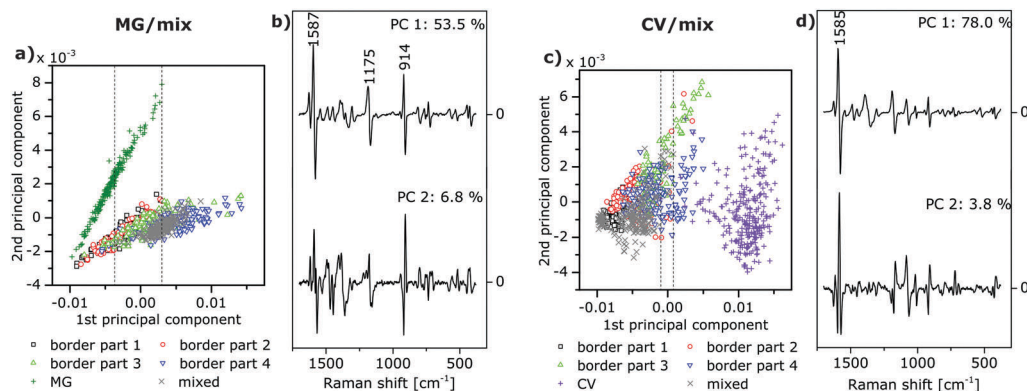 MG/mix
a)
× 10⁻³
8
6
4
2
0
-2
-4
2nd principal component
-0.01
0.00
0.01
1st principal component
border part 1
border part 2
border part 3
border part 4
MG
mixed
b)
PC 1: 53.5 %
1587
1175
914
0
PC 2: 6.8 %
0
1500
1000
500
Raman shift [cm⁻¹]
CV/mix
c)
× 10⁻³
6
4
2
0
-2
-4
2nd principal component
-0.01
0.00
0.01
1st principal component
border part 1
border part 2
border part 3
border part 4
CV
mixed
d)
PC 1: 78.0 %
1585
0
PC 2: 3.8 %
0
1500
1000
500
Raman shift [cm⁻¹]